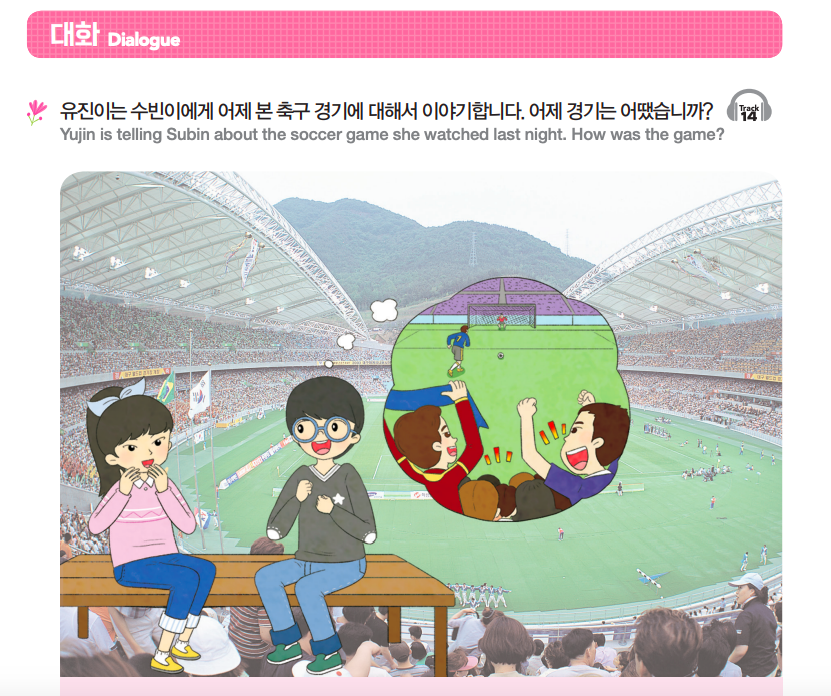 대화 Dialogue
유진이는 수빈이에게 어제 본 축구 경기에 대해서 이야기합니다. 어제 경기는 어땠습니까?
Track
14
Yujin is telling Subin about the soccer game she watched last night. How was the game?